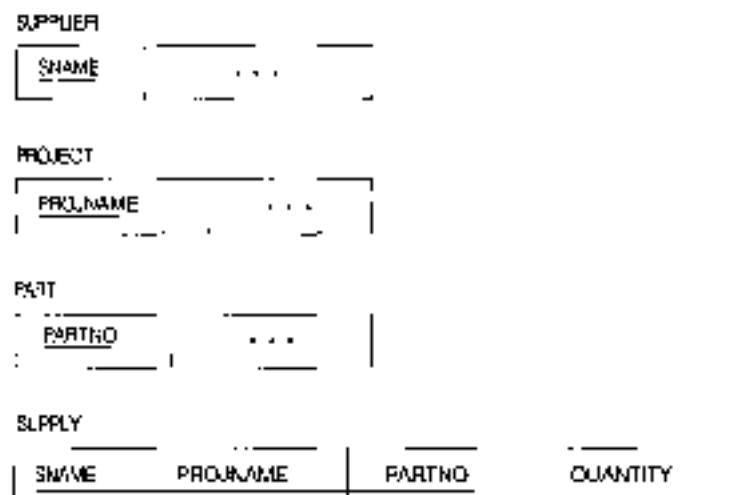 SUPPLIER
SNAME . . .
PROJECT
PROJNAME . . .
PART
PARTNO . . .
SUPPLY
SNAME PROJNAME PARTNO QUANTITY